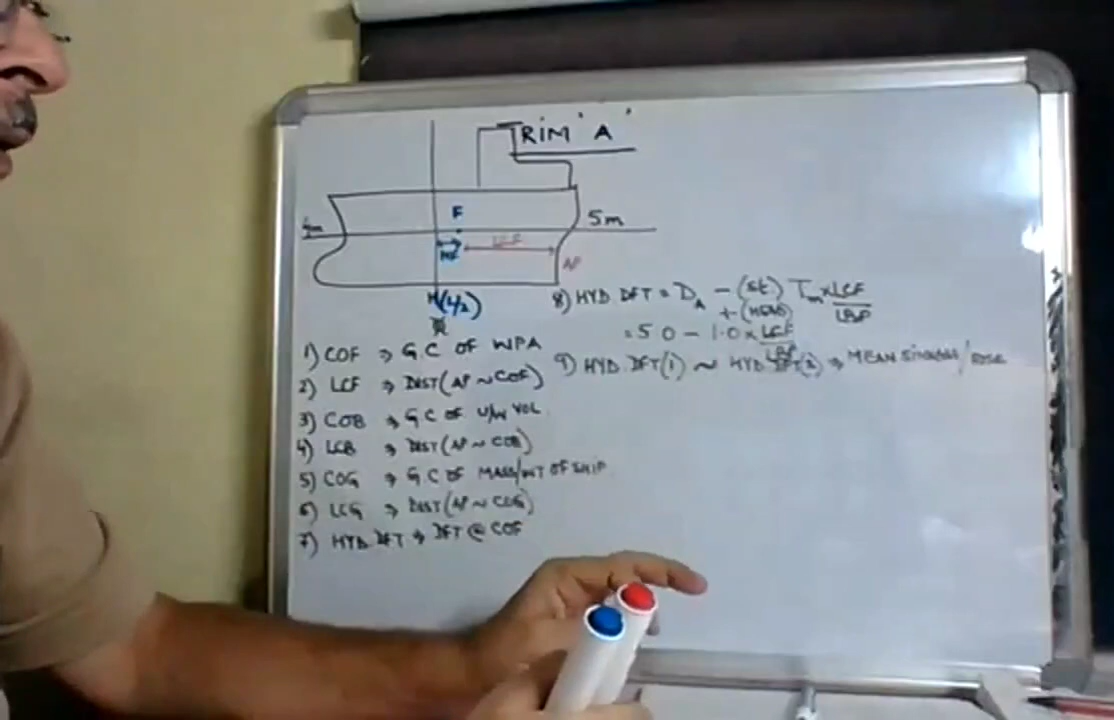 TRIM 'A'
F
4m
5m
MF
LCF
AP
(L/2)
1) COF ⇒ G.C OF WPA
2) LCF ⇒ DIST (AP ~ COF)
3) COB ⇒ G.C OF U/W VOL
4) LCB ⇒ DIST (AP ~ COB)
5) COG ⇒ G.C OF MASS/WT OF SHIP
6) LCG ⇒ DIST (AP ~ COG)
7) HYD. DFT ⇒ DFT @ COF
8) HYD DFT = D_A - (St.) T_m × LCF/LBP
+ (HEAD)
= 5.0 - 1.0 × LCF/LBP
9) HYD. DFT (1) ~ HYD. DFT (2) ⇒ MEAN SINKAGE/RISE